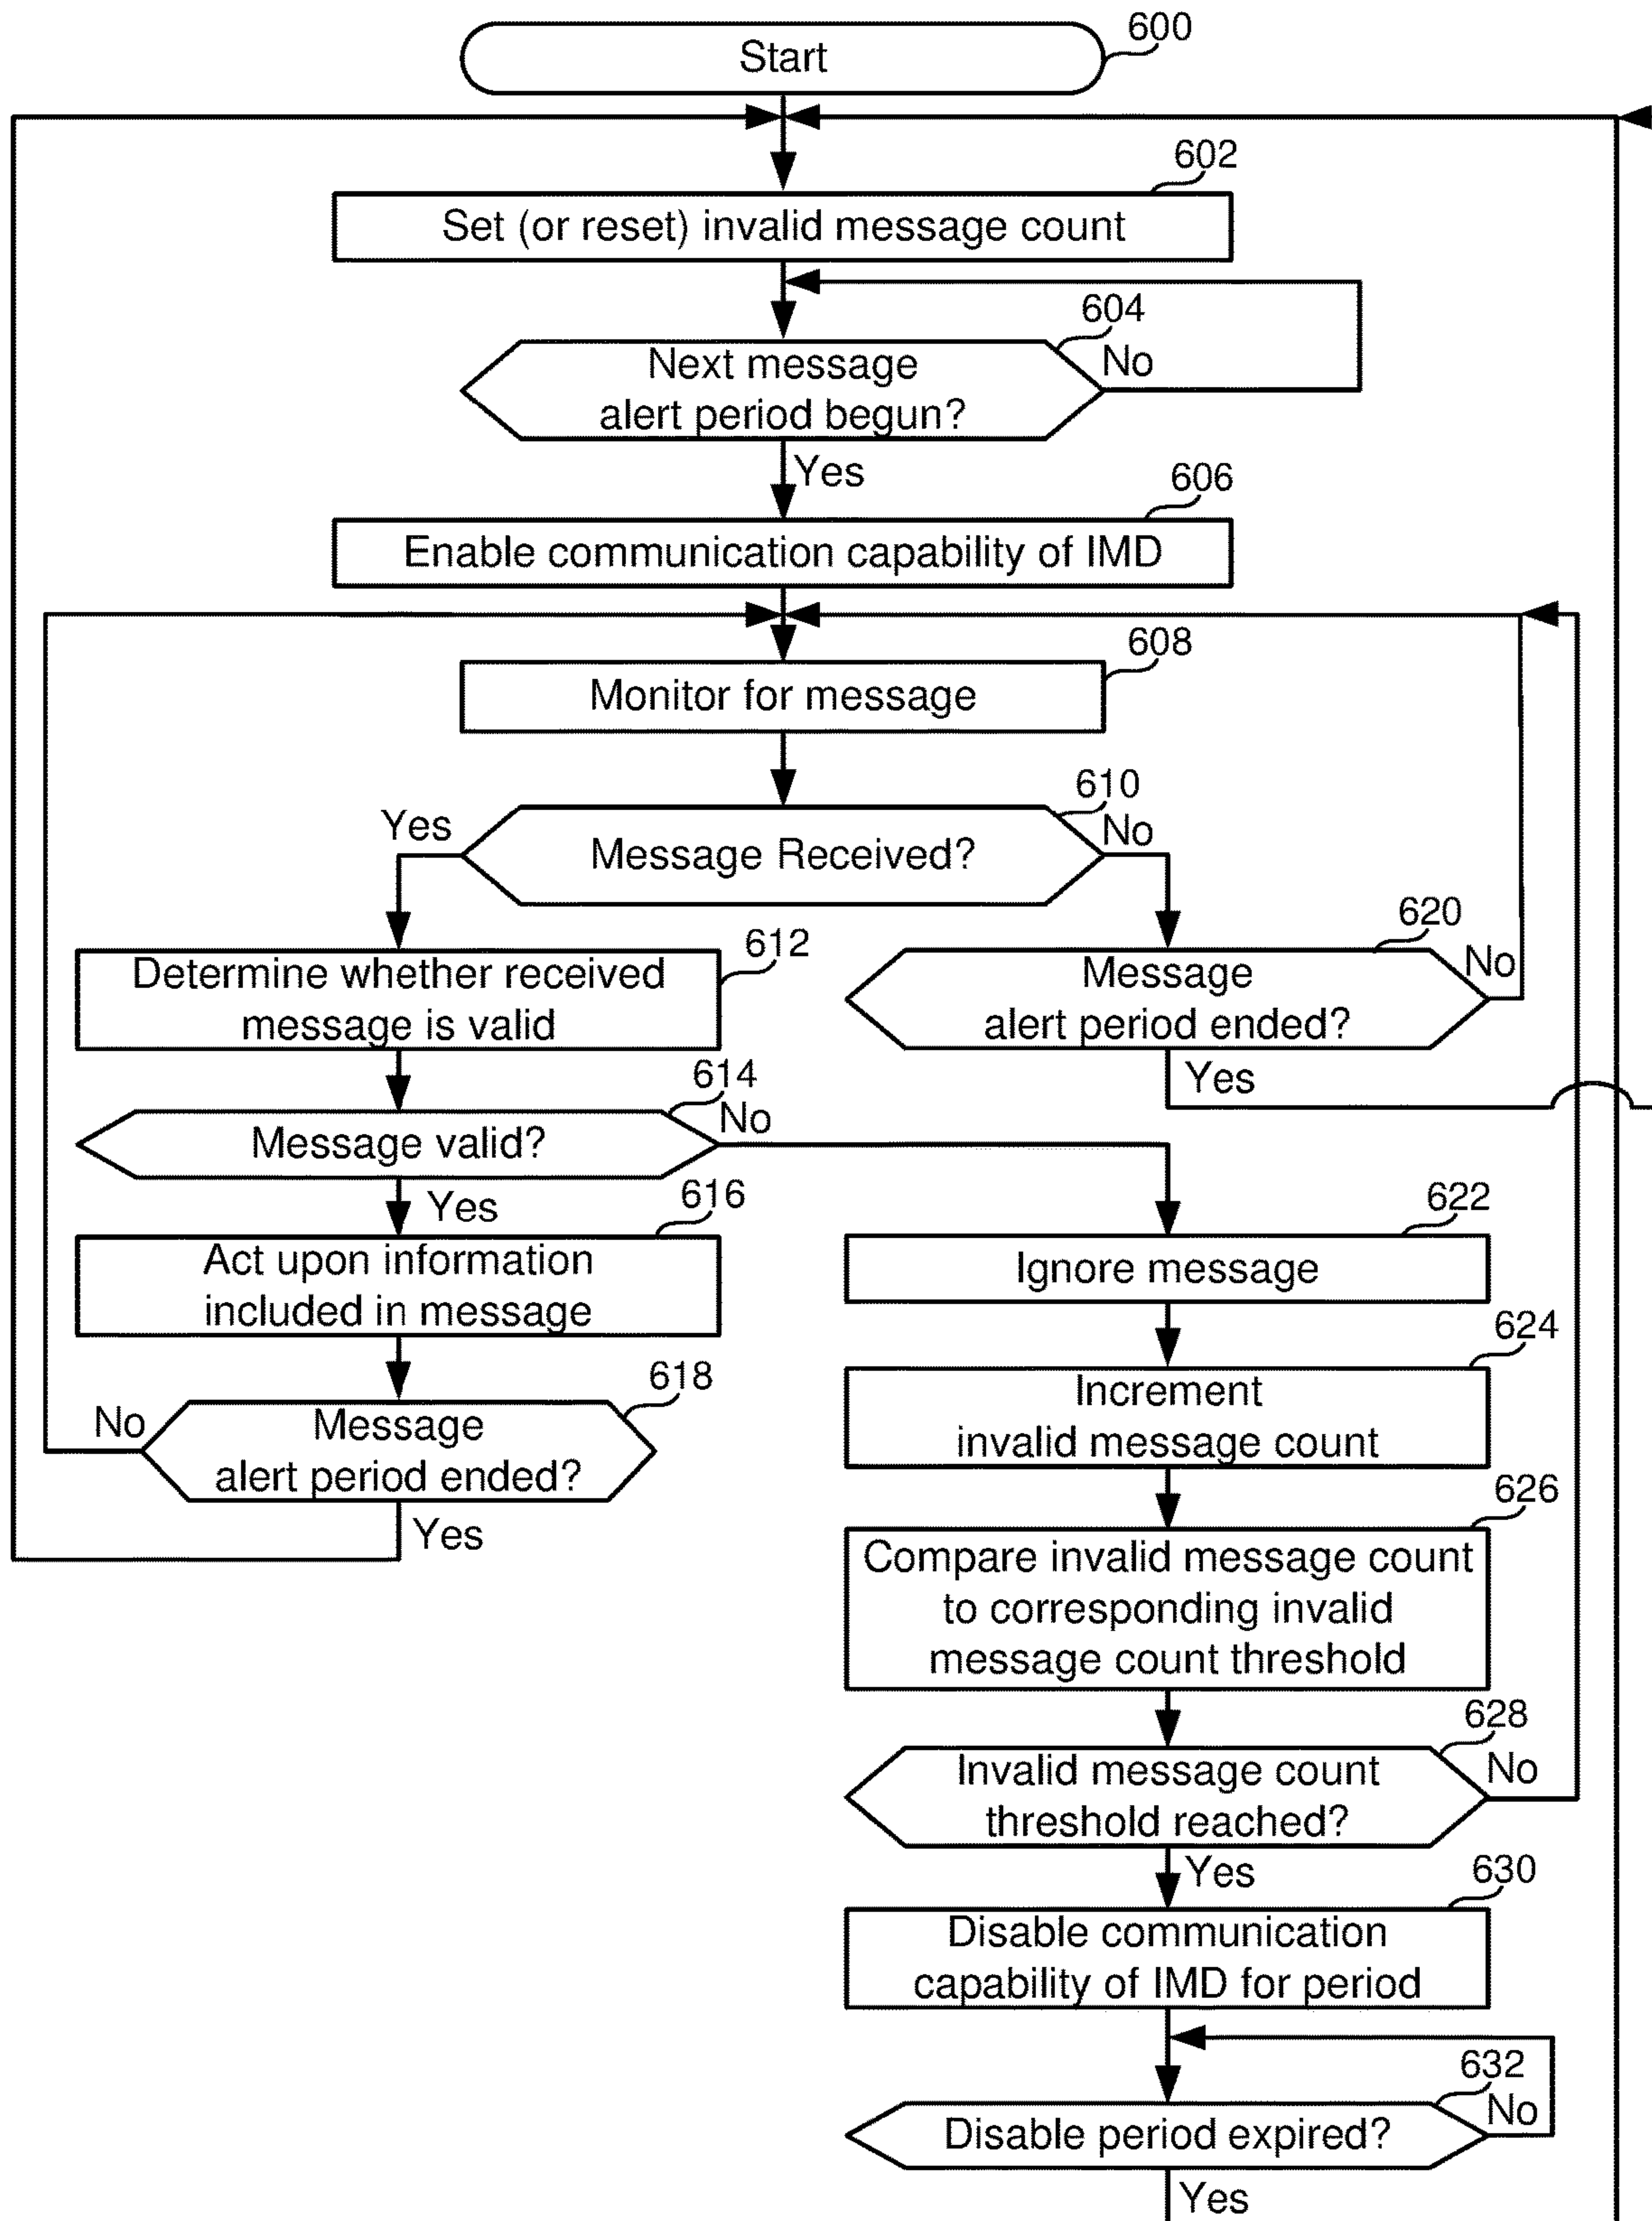 Start
600
602
Set (or reset) invalid message count
604
Next message
alert period begun?
No
Yes
606
Enable communication capability of IMD
608
Monitor for message
610
Yes
Message Received?
No
612
Determine whether received
message is valid
620
Message
alert period ended?
No
Yes
614
Message valid?
No
Yes
616
Act upon information
included in message
618
No
Message
alert period ended?
Yes
622
Ignore message
624
Increment
invalid message count
626
Compare invalid message count
to corresponding invalid
message count threshold
628
Invalid message count
threshold reached?
No
Yes
630
Disable communication
capability of IMD for period
632
Disable period expired?
No
Yes